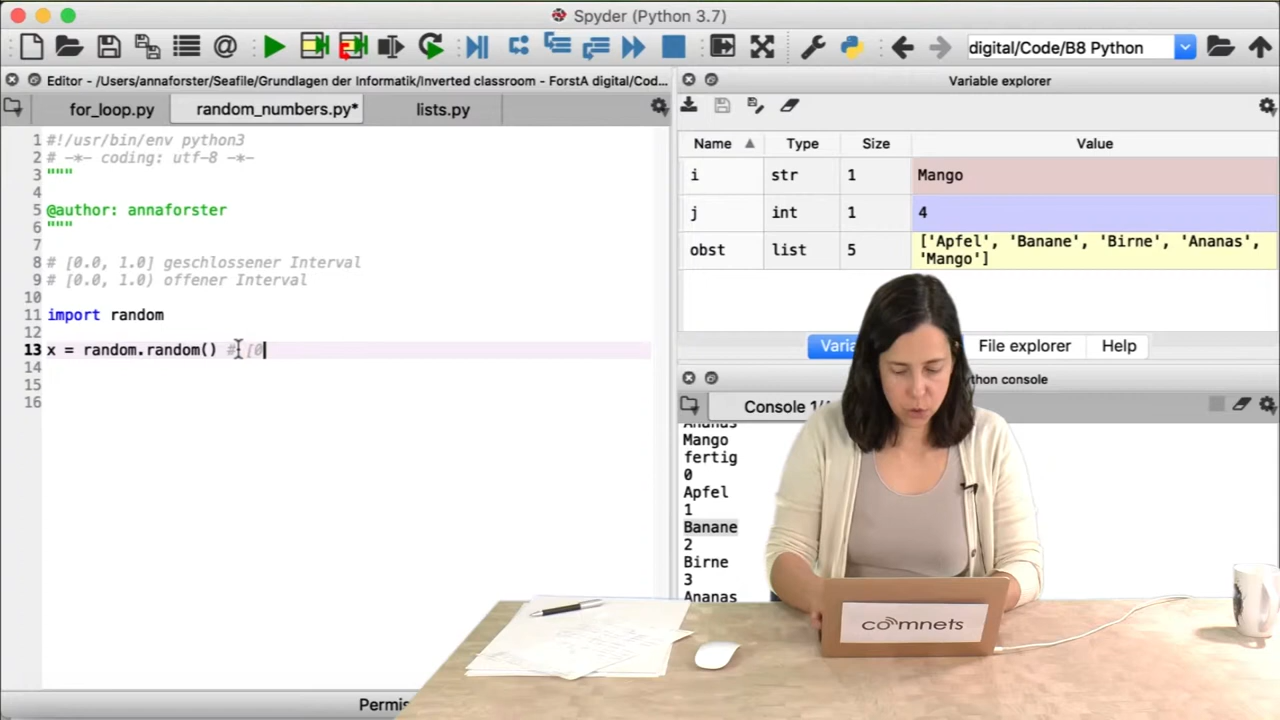 Spyder (Python 3.7)
digital/Code/B8 Python
Editor - /Users/annaforster/Seafile/Grundlagen der Informatik/Inverted classroom - ForstA digital/Cod...
Variable explorer
for_loop.py
random_numbers.py*
lists.py
Name Type Size Value
i str 1 Mango
j int 1 4
obst list 5 ['Apfel', 'Banane', 'Birne', 'Ananas', 'Mango']
1 #!/usr/bin/env python3
2 # -*- coding: utf-8 -*-
3 """
4
5 @author: annaforster
6 """
7
8 # [0.0, 1.0] geschlossener Interval
9 # [0.0, 1.0) offener Interval
10
11 import random
12
13 x = random.random() # [0
14
15
16
File explorer
Help
console
Console
Ananas
Mango
fertig
0
Apfel
1
Banane
2
Birne
3
Ananas
comnets